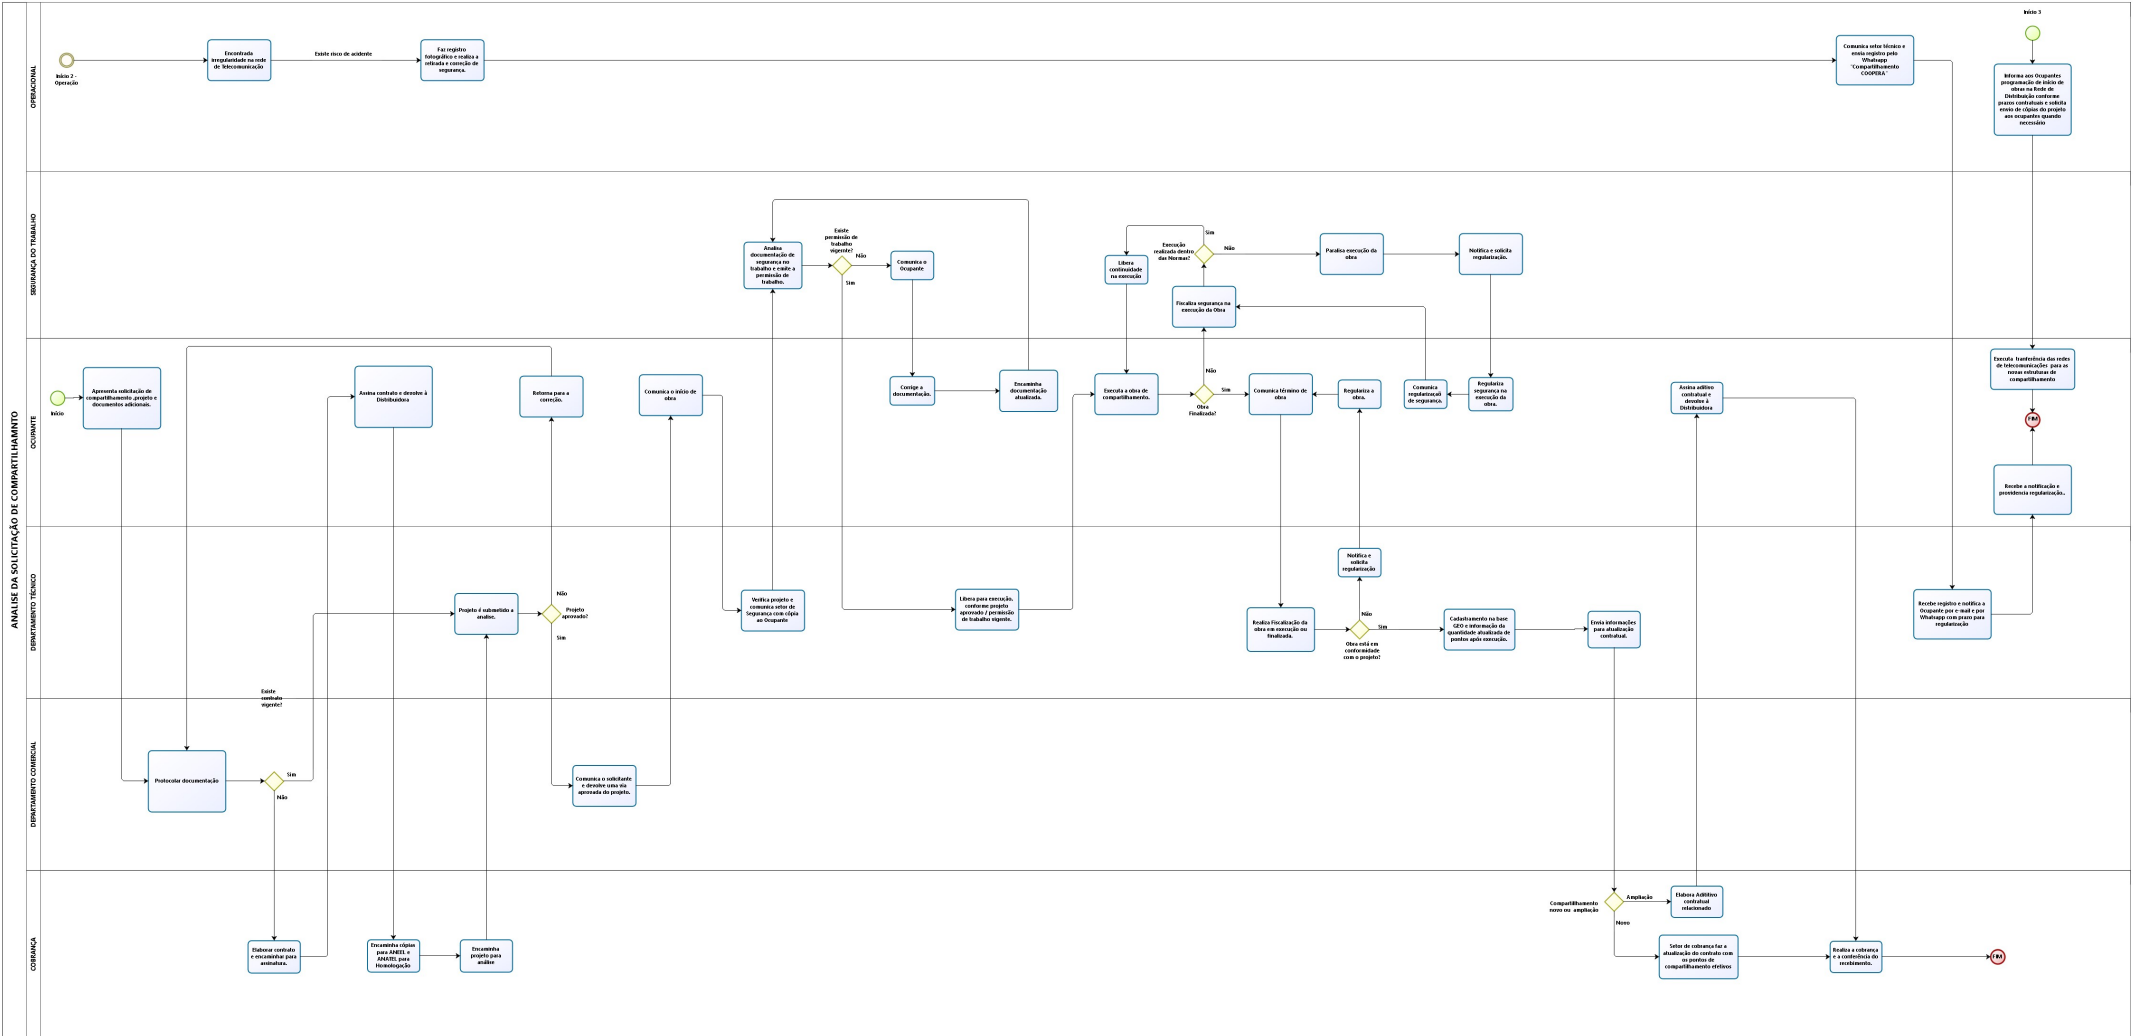 ANALISE DA SOLICITAÇÃO DE COMPARTILHAMNTO
OPERACIONAL
Início 2 -
Operação
Encontrada
irregularidade na rede
de Telecomunicação
Existe risco de acidente
Faz registro
fotográfico e realiza a
retirada e correção de
segurança.
Comunica setor técnico e
envia registro pelo
Whatsapp
"Compartilhamento
COOPERA"
Início 3
Informa aos Ocupantes
programação de início de
obras na Rede de
Distribuição conforme
prazos contratuais e solicita
envio de cópias do projeto
aos ocupantes quando
necessário
SEGURANÇA DO TRABALHO
Analisa
documentação de
segurança no
trabalho e emite a
permissão de
trabalho.
Existe
permissão de
trabalho
vigente?
Não
Sim
Comunica o
Ocupante
Libera
continuidade
na execução
Execução
realizada dentro
das Normas?
Sim
Não
Fiscaliza segurança na
execução da Obra
Paralisa execução da
obra
Notifica e solicita
regularização.
OCUPANTE
Início
Apresenta solicitação de
compartilhamento ,projeto e
documentos adicionais.
Assina contrato e devolve à
Distribuidora
Retorna para a
correção.
Comunica o início de
obra
Corrige a
documentação.
Encaminha
documentação
atualizada.
Executa a obra de
compartilhamento.
Não
Sim
Obra
Finalizada?
Comunica término de
obra
Regulariza a
obra.
Comunica
regularizaçaõ
de segurança.
Regulariza
segurança na
execução da
obra.
Assina aditivo
contratual e
devolve à
Distribuidora
Executa tranferência das redes
de telecomunicações para as
novas estruturas de
compartilhamento
FIM
Recebe a notificação e
providencia regularização..
DEPARTAMENTO TÉCNICO
Projeto é submetido a
analise.
Não
Projeto
aprovado?
Sim
Verifica projeto e
comunica setor de
Segurança com cópia
ao Ocupante
Libera para execução,
conforme projeto
aprovado / permissão
de trabalho vigente.
Realiza Fiscalização da
obra em execução ou
finalizada.
Notifica e
solicita
regularização
Não
Sim
Obra está em
conformidade
com o projeto?
Cadastramento na base
GEO e informação da
quantidade atualizada de
pontos após execução.
Envia informações
para atualização
contratual.
Recebe registro e notifica a
Ocupante por e-mail e por
Whatsapp com prazo para
regularização
DEPARTAMENTO COMERCIAL
Existe
contrato
vigente?
Protocolar documentação
Sim
Não
Comunica o solicitante
e devolve uma via
aprovada do projeto.
COBRANÇA
Elaborar contrato
e encaminhar para
assinatura.
Encaminha cópias
para ANEEL e
ANATEL para
Homologação
Encaminha
projeto para
análise
Compartilhamento
novo ou ampliação
Ampliação
Novo
Elabora Adititivo
contratual
relacionado
Setor de cobrança faz a
atualização do contrato com
os pontos de
compartilhamento efetivos
Realiza a cobrança
e a conferência do
recebimento.
FIM